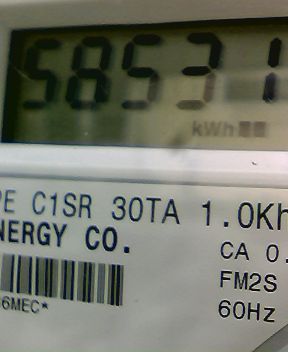 58531
kWh
PE C1SR 30TA 1.0Kh
NERGY CO.
CA 0.
FM2S
6MEC*
60Hz